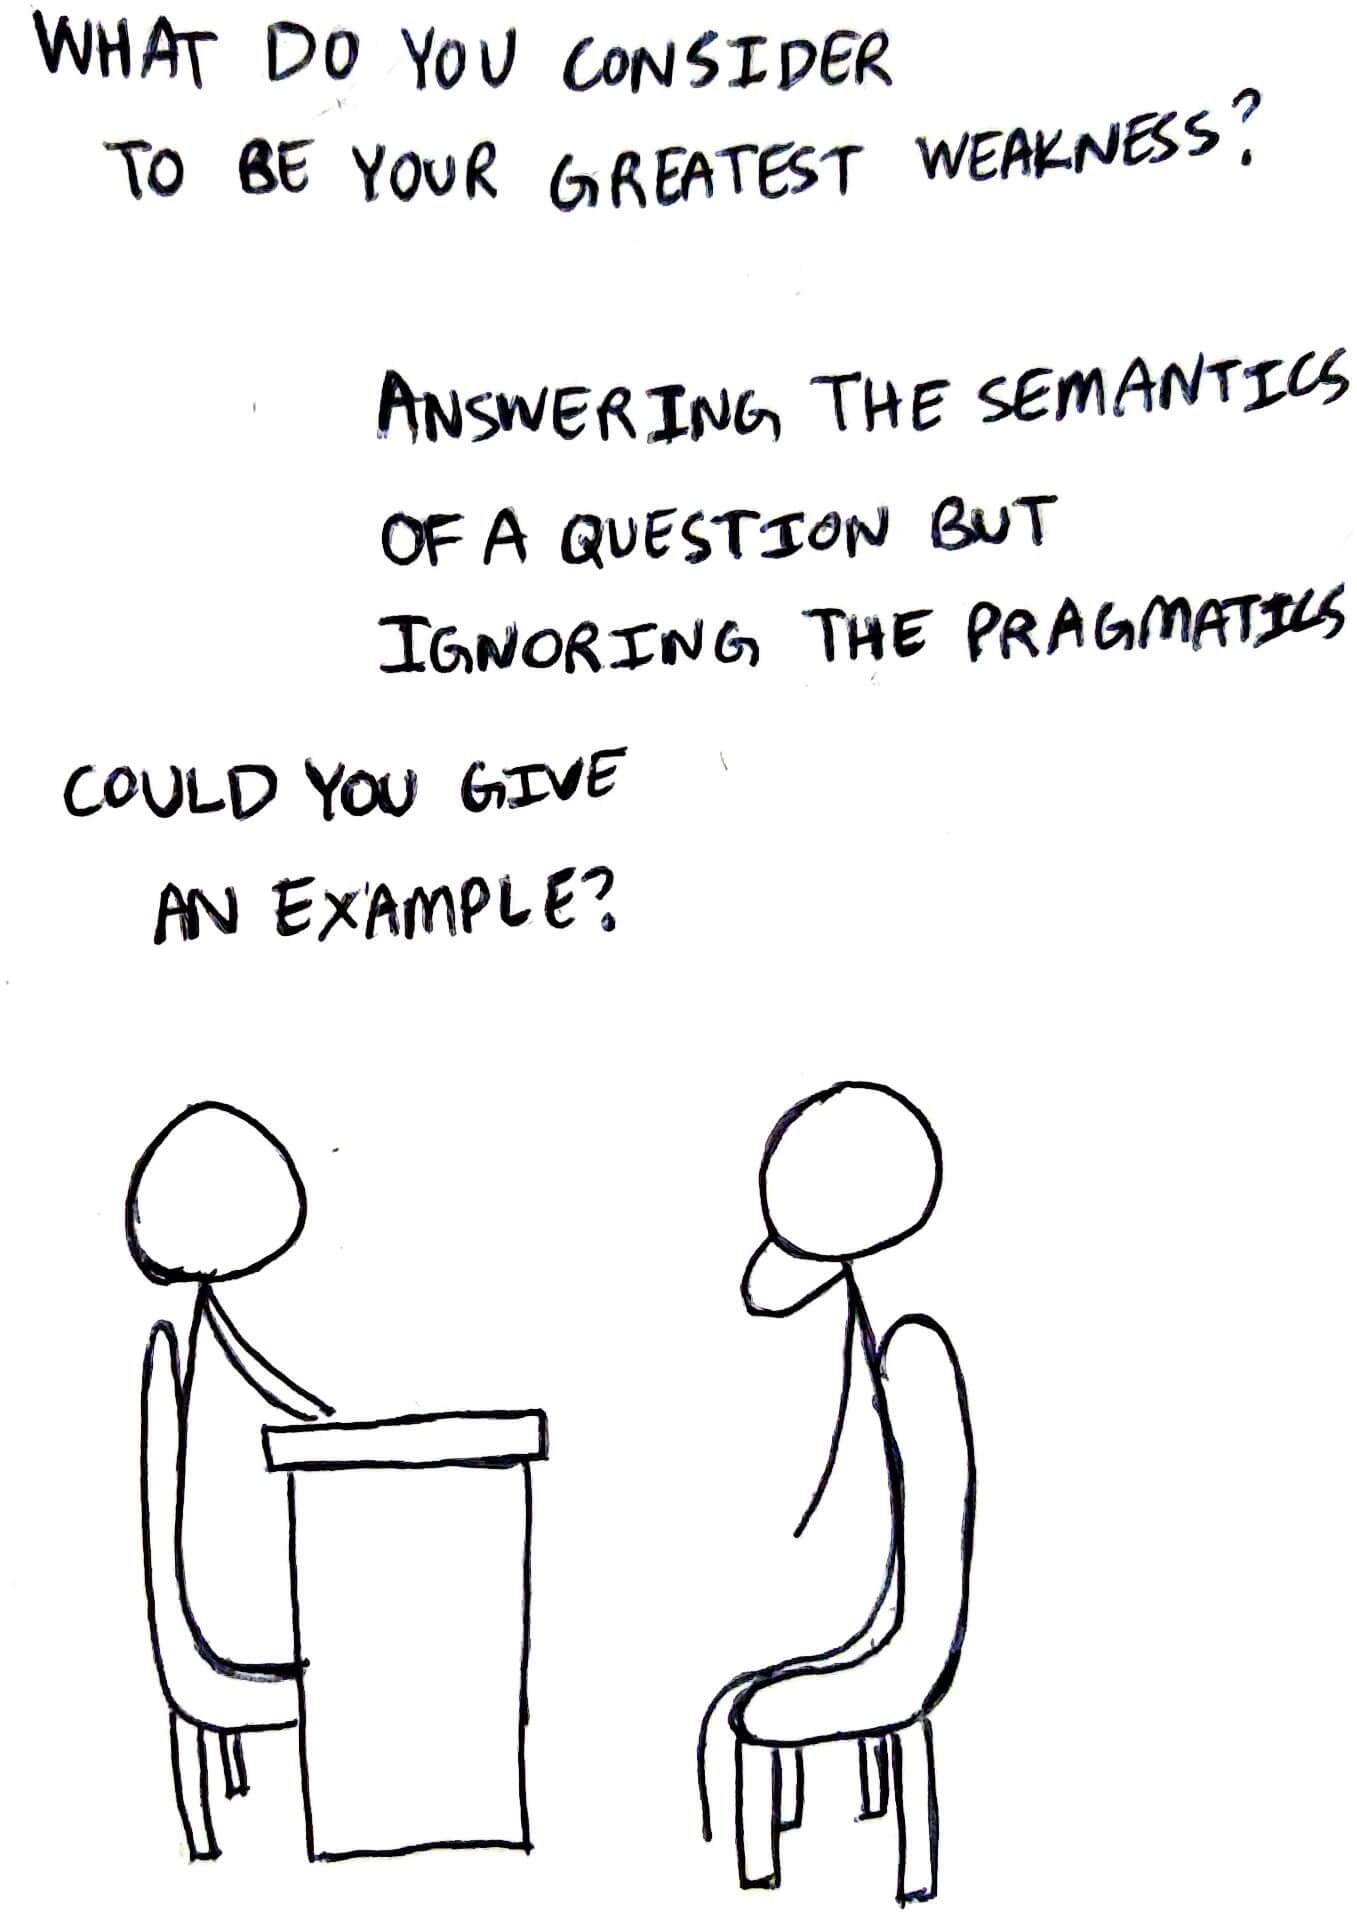 WHAT DO YOU CONSIDER
TO BE YOUR GREATEST WEAKNESS?
ANSWERING THE SEMANTICS
OF A QUESTION BUT
IGNORING THE PRAGMATICS
COULD YOU GIVE
AN EXAMPLE?